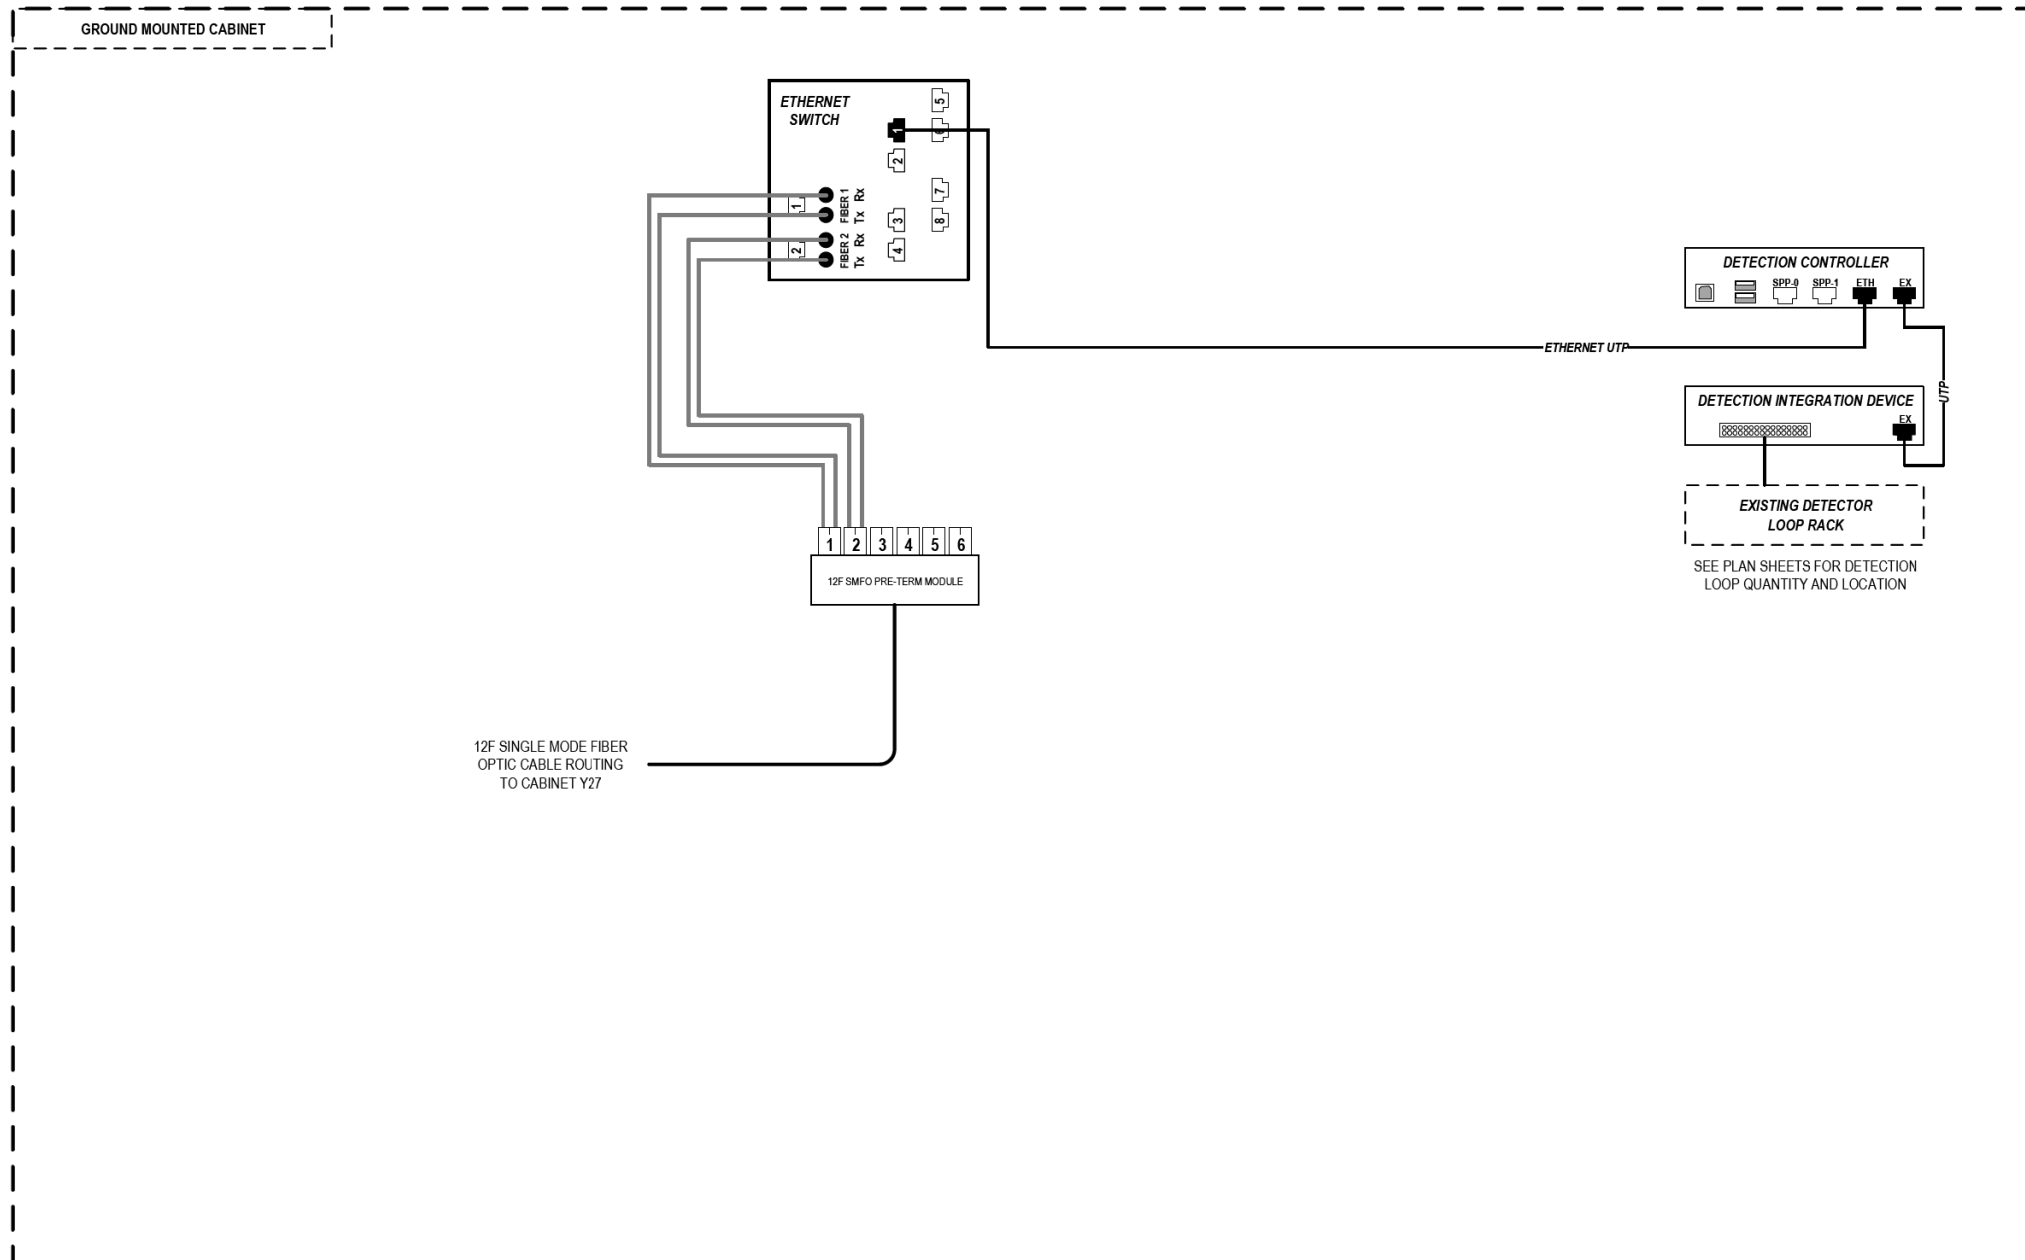 GROUND MOUNTED CABINET
ETHERNET
SWITCH
5
1
2
7
3
8
4
1
2
FIBER 1
Rx
Tx
FIBER 2
Rx
Tx
DETECTION CONTROLLER
SPP-0
SPP-1
ETH
EX
ETHERNET UTP
UTP
DETECTION INTEGRATION DEVICE
EX
EXISTING DETECTOR
LOOP RACK
SEE PLAN SHEETS FOR DETECTION
LOOP QUANTITY AND LOCATION
1 2 3 4 5 6
12F SMFO PRE-TERM MODULE
12F SINGLE MODE FIBER
OPTIC CABLE ROUTING
TO CABINET Y27